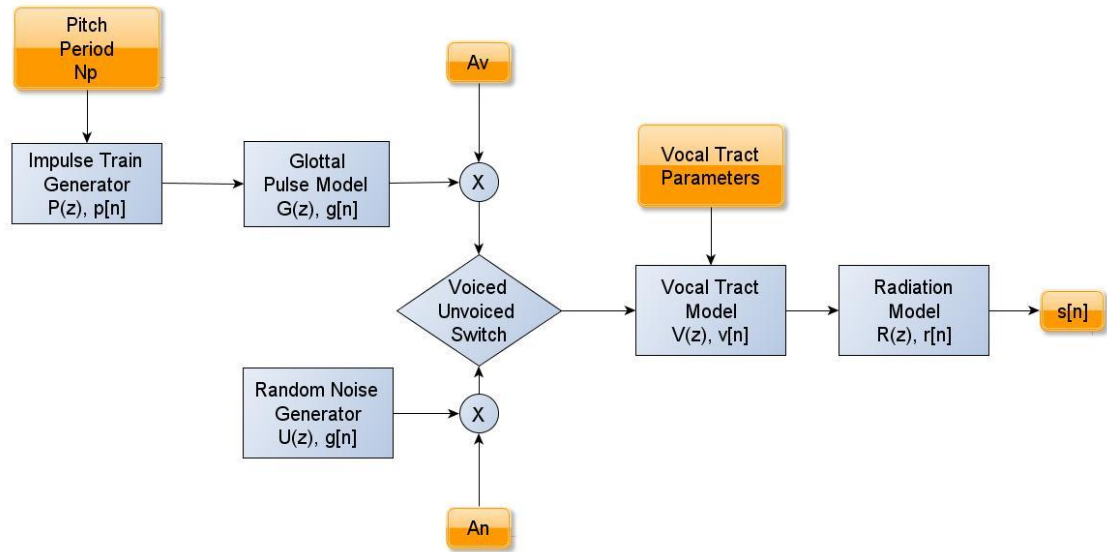 Pitch
Period
Np
Av
Impulse Train
Generator
P(z), p[n]
Glottal
Pulse Model
G(z), g[n]
X
Vocal Tract
Parameters
Voiced
Unvoiced
Switch
Vocal Tract
Model
V(z), v[n]
Radiation
Model
R(z), r[n]
s[n]
Random Noise
Generator
U(z), g[n]
X
An